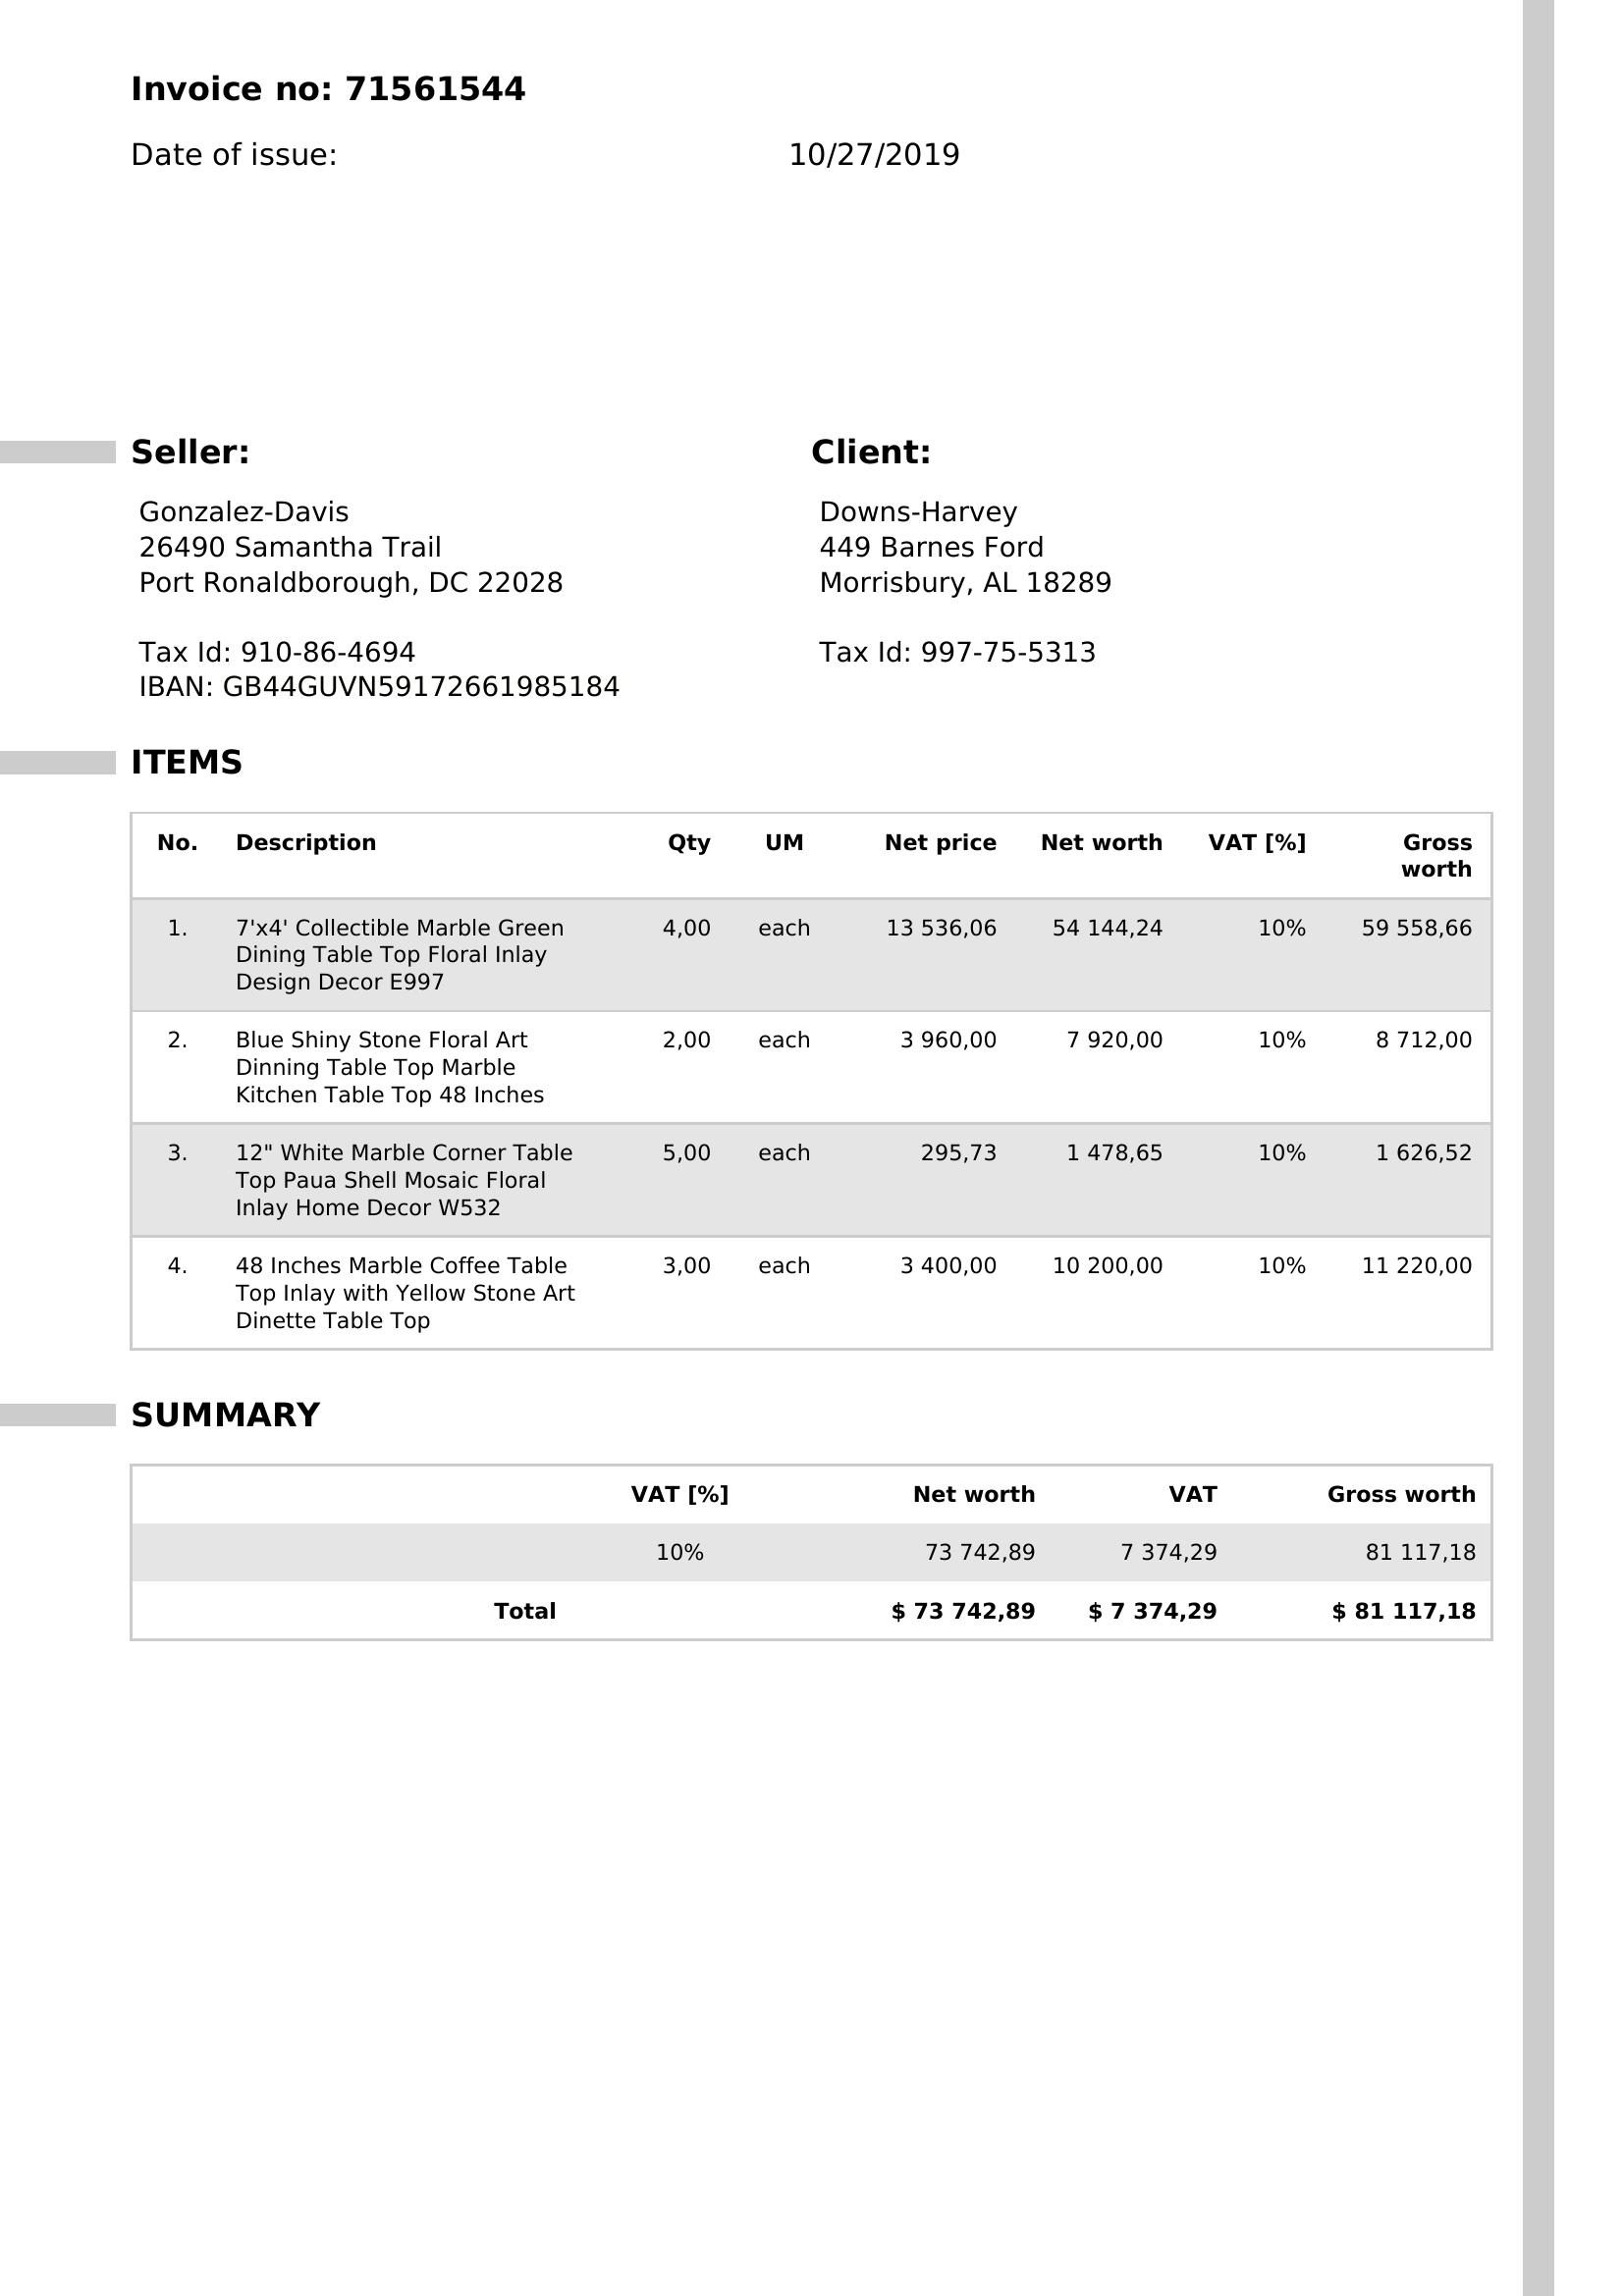 Invoice no: 71561544
Date of issue: 10/27/2019
Seller:
Gonzalez-Davis
26490 Samantha Trail
Port Ronaldborough, DC 22028
Tax Id: 910-86-4694
IBAN: GB44GUVN59172661985184
Client:
Downs-Harvey
449 Barnes Ford
Morrisbury, AL 18289
Tax Id: 997-75-5313
ITEMS
No. Description Qty UM Net price Net worth VAT [%] Gross
worth
1. 7'x4' Collectible Marble Green 4,00 each 13 536,06 54 144,24 10% 59 558,66
Dining Table Top Floral Inlay
Design Decor E997
2. Blue Shiny Stone Floral Art 2,00 each 3 960,00 7 920,00 10% 8 712,00
Dinning Table Top Marble
Kitchen Table Top 48 Inches
3. 12" White Marble Corner Table 5,00 each 295,73 1 478,65 10% 1 626,52
Top Paua Shell Mosaic Floral
Inlay Home Decor W532
4. 48 Inches Marble Coffee Table 3,00 each 3 400,00 10 200,00 10% 11 220,00
Top Inlay with Yellow Stone Art
Dinette Table Top
SUMMARY
VAT [%] Net worth VAT Gross worth
10% 73 742,89 7 374,29 81 117,18
Total $ 73 742,89 $ 7 374,29 $ 81 117,18